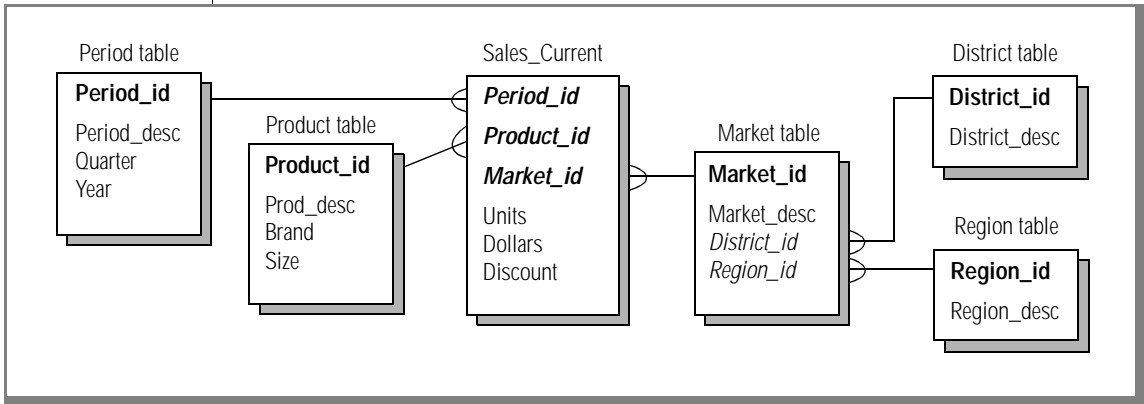 Period table
Period_id
Period_desc
Quarter
Year
Product table
Product_id
Prod_desc
Brand
Size
Sales_Current
Period_id
Product_id
Market_id
Units
Dollars
Discount
Market table
Market_id
Market_desc
District_id
Region_id
District table
District_id
District_desc
Region table
Region_id
Region_desc